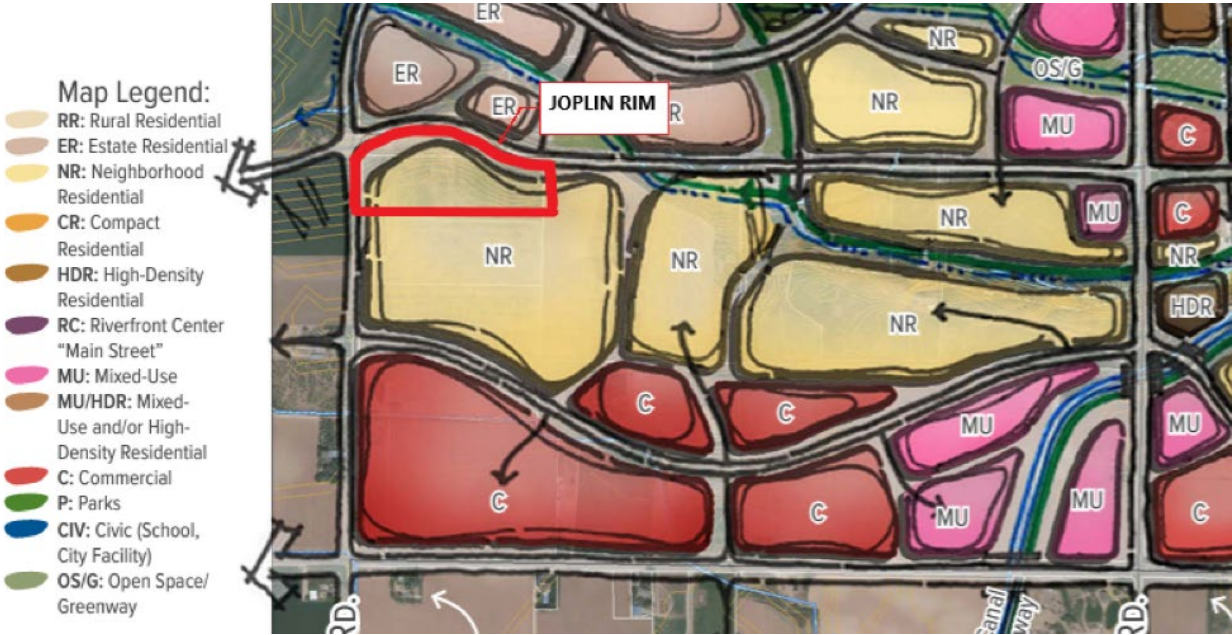 Map Legend:
RR: Rural Residential
ER: Estate Residential
NR: Neighborhood
Residential
CR: Compact
Residential
HDR: High-Density
Residential
RC: Riverfront Center
“Main Street”
MU: Mixed-Use
MU/HDR: Mixed-
Use and/or High-
Density Residential
C: Commercial
P: Parks
CIV: Civic (School,
City Facility)
OS/G: Open Space/
Greenway
ER
NR
OS/G
ER
ER
JOPLIN RIM
R
NR
MU
C
NR
MU
C
NR
NR
NR
NR
HDR
C
C
MU
MU
C
C
MU
MU
C
RD.
Canal
way
RD.